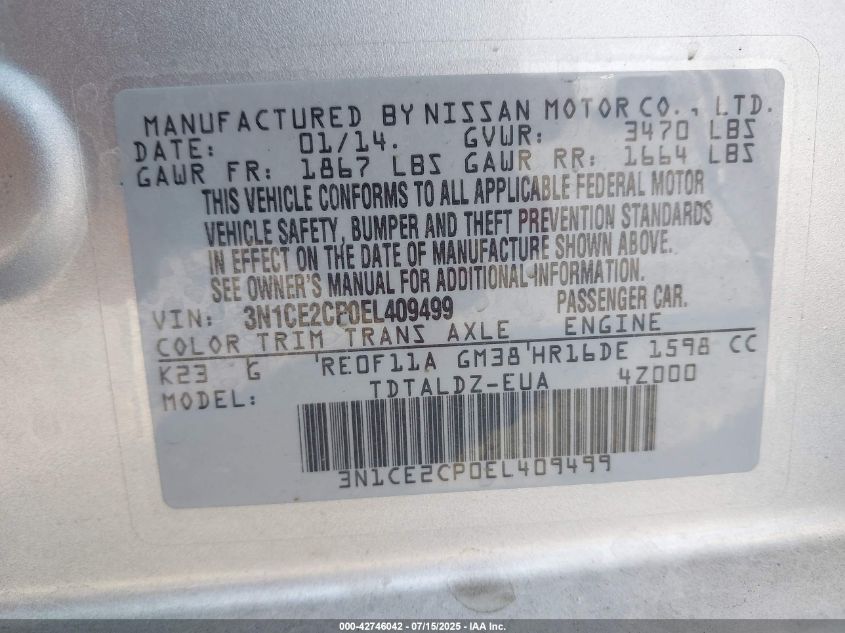 MANUFACTURED BY NISSAN MOTOR CO., LTD.
DATE: 01/14. GVWR: 3470 LBS
GAWR FR: 1867 LBS GAWR RR: 1664 LBS
THIS VEHICLE CONFORMS TO ALL APPLICABLE FEDERAL MOTOR
VEHICLE SAFETY, BUMPER AND THEFT PREVENTION STANDARDS
IN EFFECT ON THE DATE OF MANUFACTURE SHOWN ABOVE.
SEE OWNER'S MANUAL FOR ADDITIONAL INFORMATION.
VIN: 3N1CE2CP0EL409499 PASSENGER CAR.
COLOR TRIM TRANS AXLE ENGINE
K23 G RE0F11A GM38 HR16DE 1598 CC
MODEL: TDTALDZ-EUA 4Z000
3N1CE2CP0EL409499
000-42746042 - 07/15/2025 - IAA Inc.